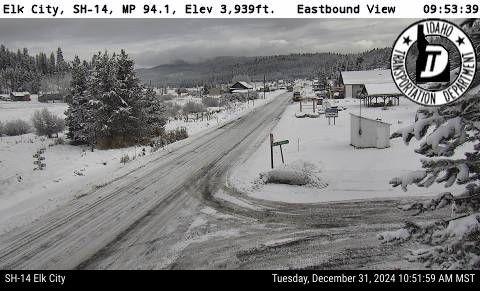 Elk City, SH-14, MP 94.1, Elev 3,939ft. Eastbound View 09:53:39
IDAHO
TRANSPORTATION DEPARTMENT
SH-14 Elk City Tuesday, December 31, 2024 10:51:59 AM MST